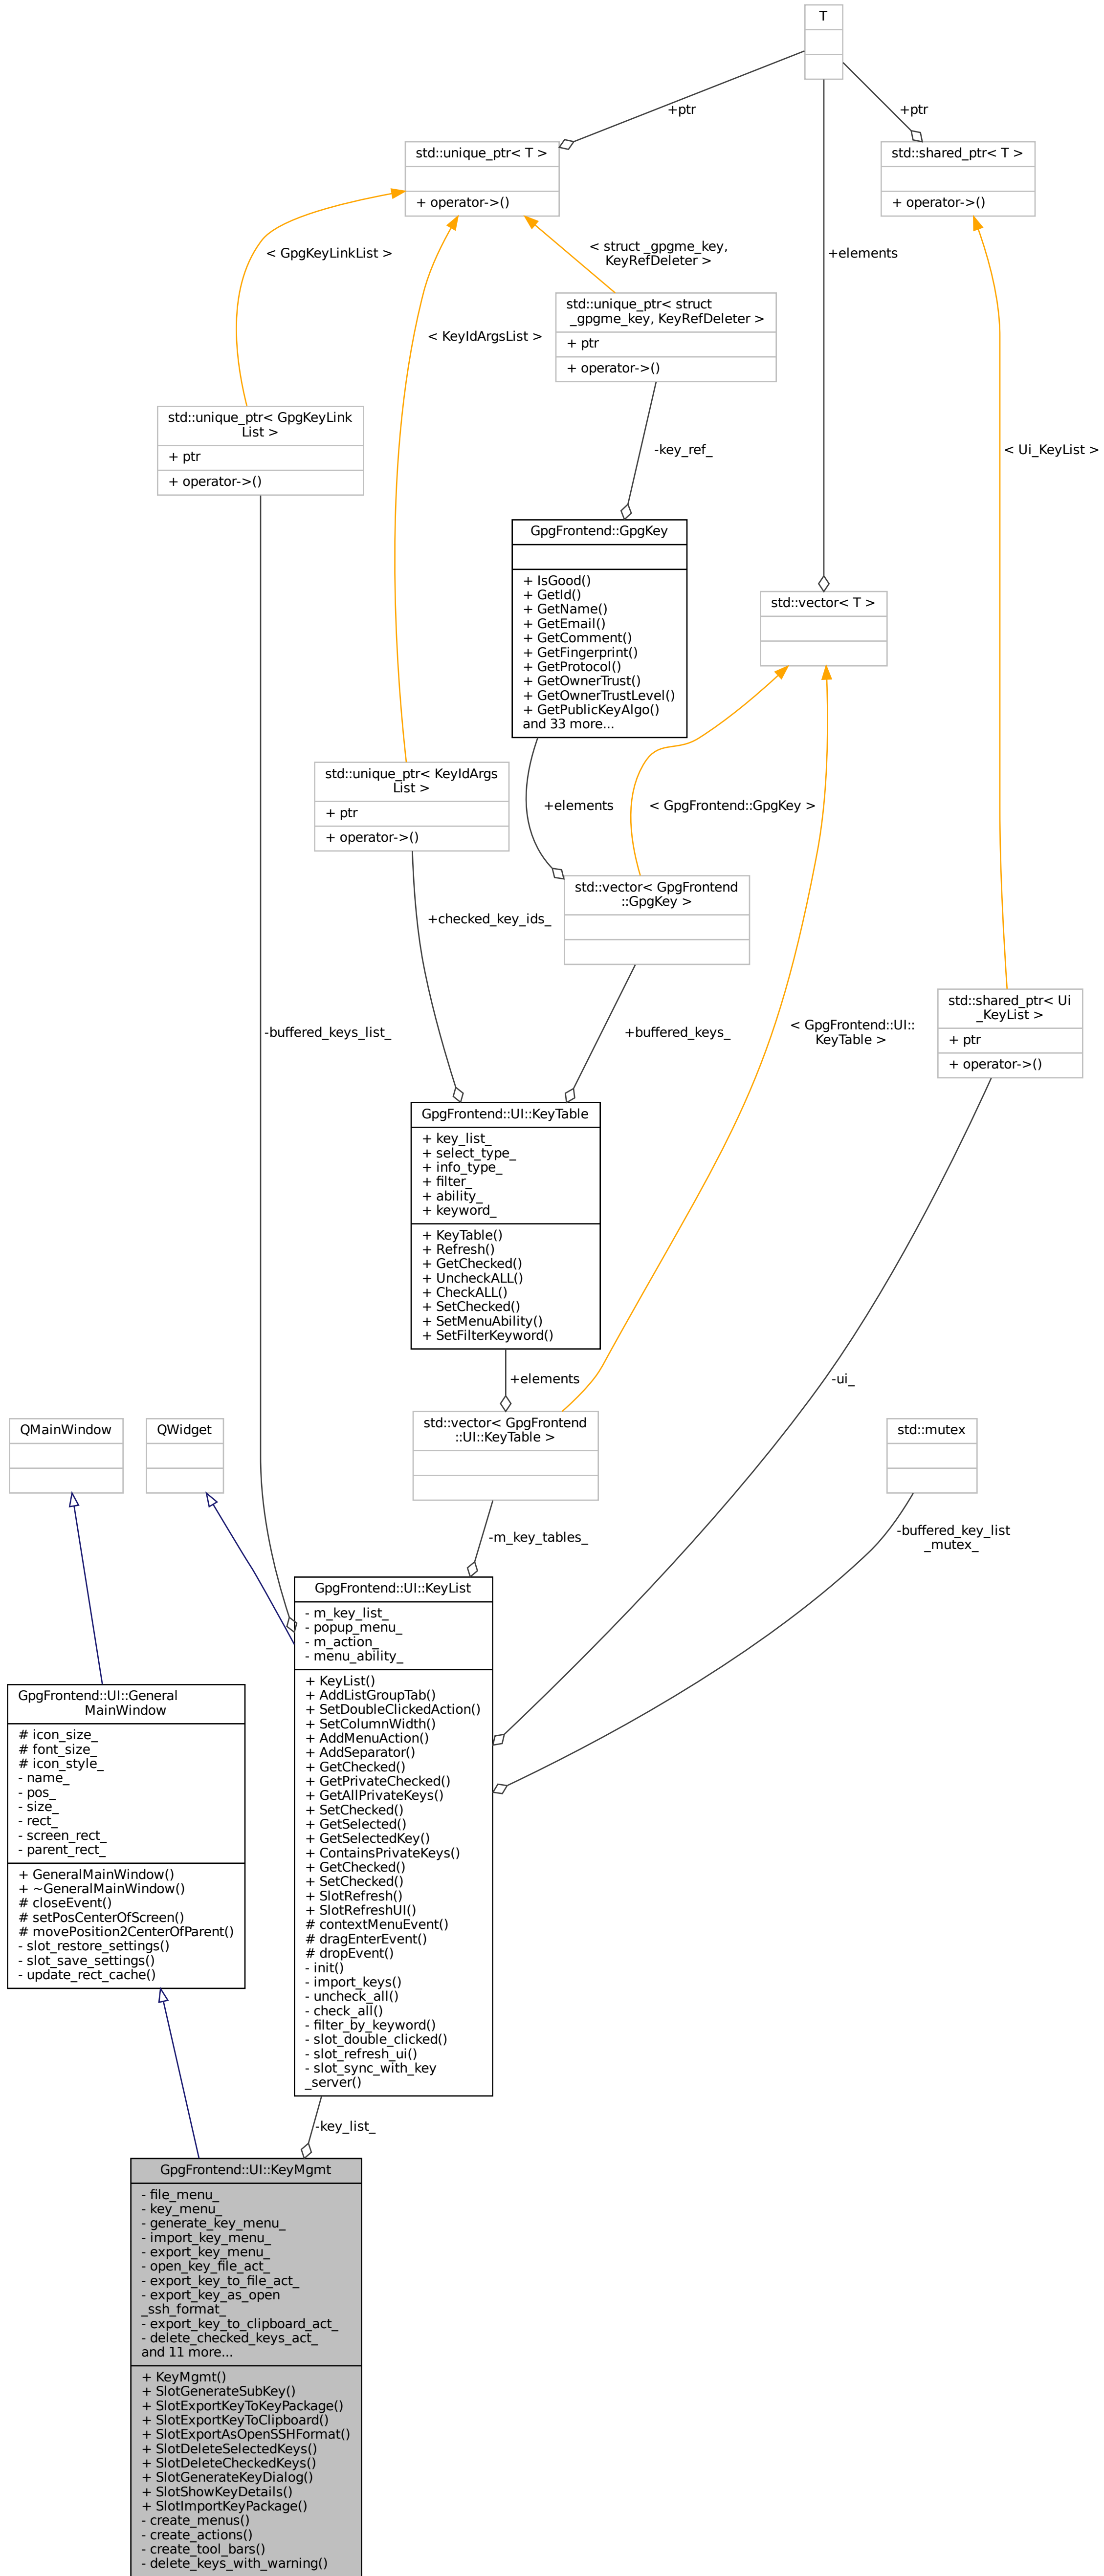 T
+ptr
+ptr
std::unique_ptr< T >
+ operator->()
std::shared_ptr< T >
+ operator->()
< GpgKeyLinkList >
< struct _gpgme_key,
KeyRefDeleter >
+elements
std::unique_ptr< struct
_gpgme_key, KeyRefDeleter >
+ ptr
+ operator->()
< KeyIdArgsList >
std::unique_ptr< GpgKeyLink
List >
+ ptr
+ operator->()
-key_ref_
< Ui_KeyList >
GpgFrontend::GpgKey
+ IsGood()
+ GetId()
+ GetName()
+ GetEmail()
+ GetComment()
+ GetFingerprint()
+ GetProtocol()
+ GetOwnerTrust()
+ GetOwnerTrustLevel()
+ GetPublicKeyAlgo()
and 33 more...
std::vector< T >
std::unique_ptr< KeyIdArgs
List >
+ ptr
+ operator->()
+elements
< GpgFrontend::GpgKey >
std::vector< GpgFrontend
::GpgKey >
+checked_key_ids_
-buffered_keys_list_
+buffered_keys_
< GpgFrontend::UI::
KeyTable >
std::shared_ptr< Ui
_KeyList >
+ ptr
+ operator->()
GpgFrontend::UI::KeyTable
+ key_list_
+ select_type_
+ info_type_
+ filter_
+ ability_
+ keyword_
+ KeyTable()
+ Refresh()
+ GetChecked()
+ UncheckALL()
+ CheckALL()
+ SetChecked()
+ SetMenuAbility()
+ SetFilterKeyword()
+elements
-ui_
QMainWindow
QWidget
std::vector< GpgFrontend
::UI::KeyTable >
std::mutex
-m_key_tables_
-buffered_key_list
_mutex_
GpgFrontend::UI::KeyList
- m_key_list_
- popup_menu_
- m_action_
- menu_ability_
+ KeyList()
+ AddListGroupTab()
+ SetDoubleClickedAction()
+ SetColumnWidth()
+ AddMenuAction()
+ AddSeparator()
+ GetChecked()
+ GetPrivateChecked()
+ GetAllPrivateKeys()
+ SetChecked()
+ GetSelected()
+ GetSelectedKey()
+ ContainsPrivateKeys()
+ GetChecked()
+ SetChecked()
+ SlotRefresh()
+ SlotRefreshUI()
# contextMenuEvent()
# dragEnterEvent()
# dropEvent()
- init()
- import_keys()
- uncheck_all()
- check_all()
- filter_by_keyword()
- slot_double_clicked()
- slot_refresh_ui()
- slot_sync_with_key
_server()
GpgFrontend::UI::General
MainWindow
# icon_size_
# font_size_
# icon_style_
- name_
- pos_
- size_
- rect_
- screen_rect_
- parent_rect_
+ GeneralMainWindow()
+ ~GeneralMainWindow()
# closeEvent()
# setPosCenterOfScreen()
# movePosition2CenterOfParent()
- slot_restore_settings()
- slot_save_settings()
- update_rect_cache()
-key_list_
GpgFrontend::UI::KeyMgmt
- file_menu_
- key_menu_
- generate_key_menu_
- import_key_menu_
- export_key_menu_
- open_key_file_act_
- export_key_to_file_act_
- export_key_as_open
_ssh_format_
- export_key_to_clipboard_act_
- delete_checked_keys_act_
and 11 more...
+ KeyMgmt()
+ SlotGenerateSubKey()
+ SlotExportKeyToKeyPackage()
+ SlotExportKeyToClipboard()
+ SlotExportAsOpenSSHFormat()
+ SlotDeleteSelectedKeys()
+ SlotDeleteCheckedKeys()
+ SlotGenerateKeyDialog()
+ SlotShowKeyDetails()
+ SlotImportKeyPackage()
- create_menus()
- create_actions()
- create_tool_bars()
- delete_keys_with_warning()